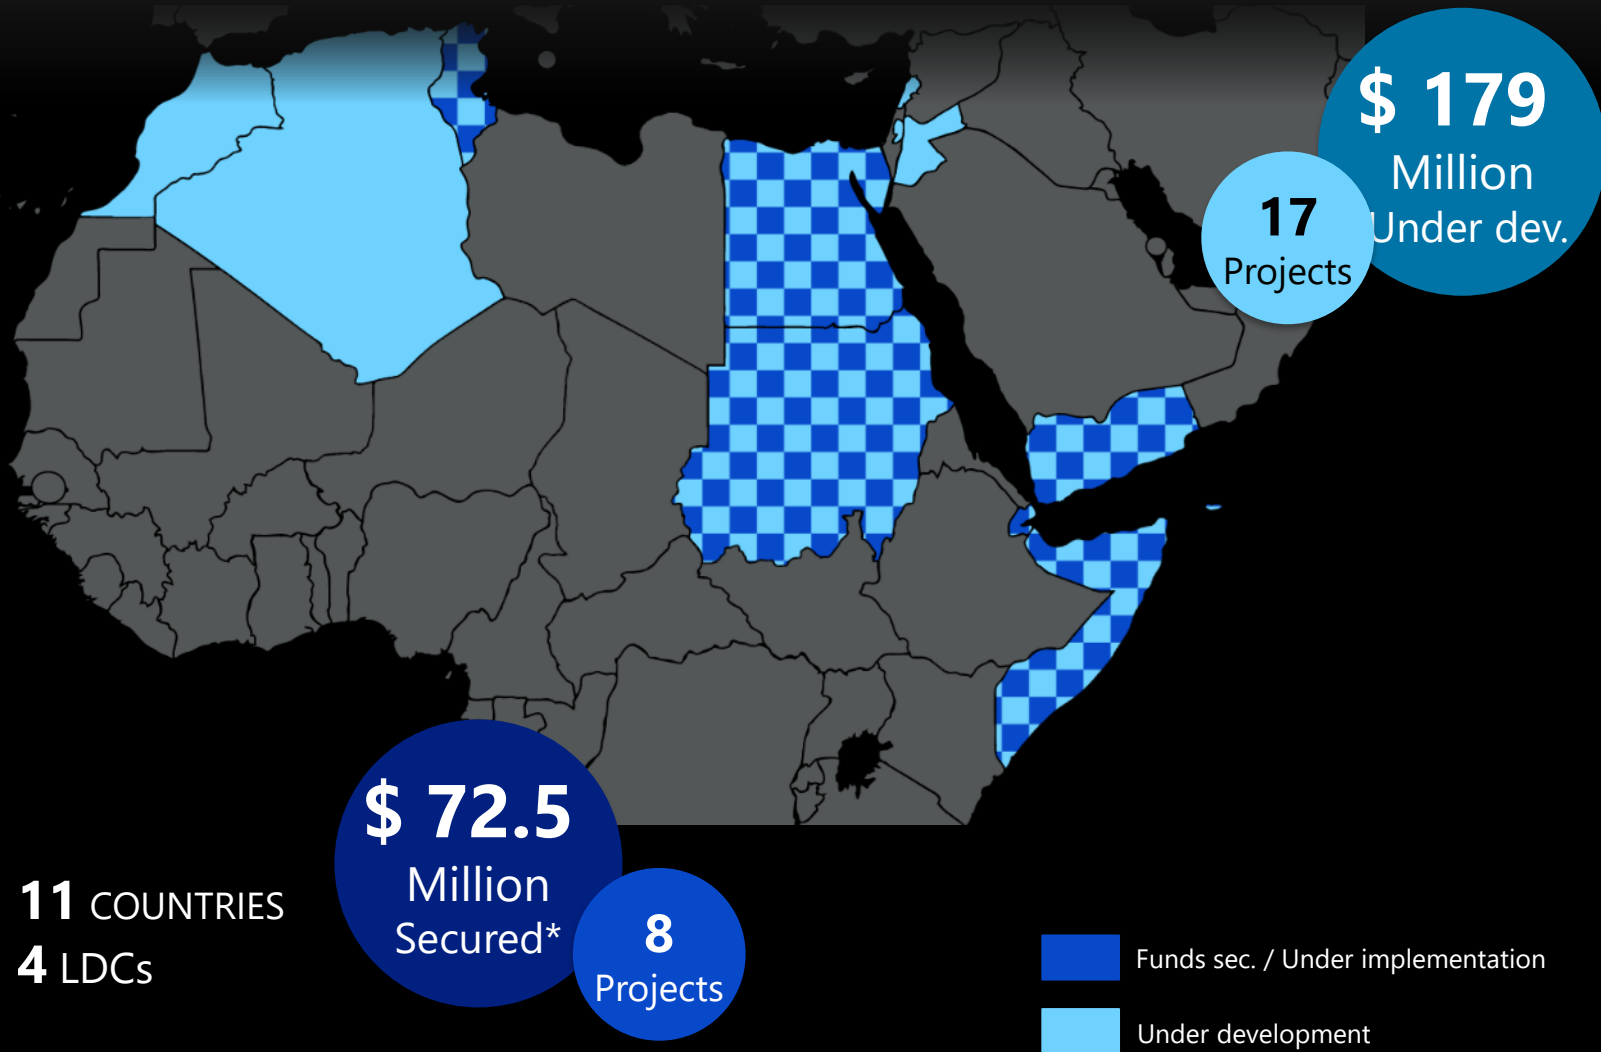 $ 179
Million
Under dev.
17
Projects
$ 72.5
Million
Secured*
8
Projects
11 COUNTRIES
4 LDCs
Funds sec. / Under implementation
Under development